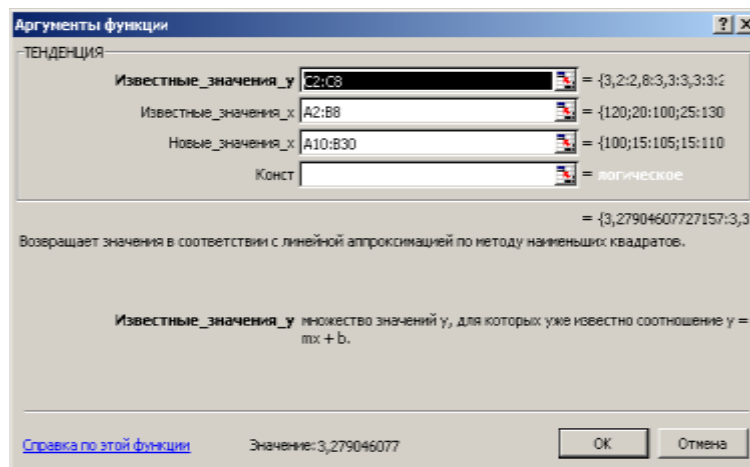 Аргументы функции
ТЕНДЕНЦИЯ
Известные_значения_y C2:C8 = {3,2:2,8:3,3:3,3:3:2
Известные_значения_x A2:B8 = {120;20:100;25:130
Новые_значения_x A10:B30 = {100;15:105;15:110
Конст = логическое
= {3,27904607727157:3,3
Возвращает значения в соответствии с линейной аппроксимацией по методу наименьших квадратов.
Известные_значения_y множество значений y, для которых уже известно соотношение y =
mx + b.
Справка по этой функции Значение:3,279046077 OK Отмена